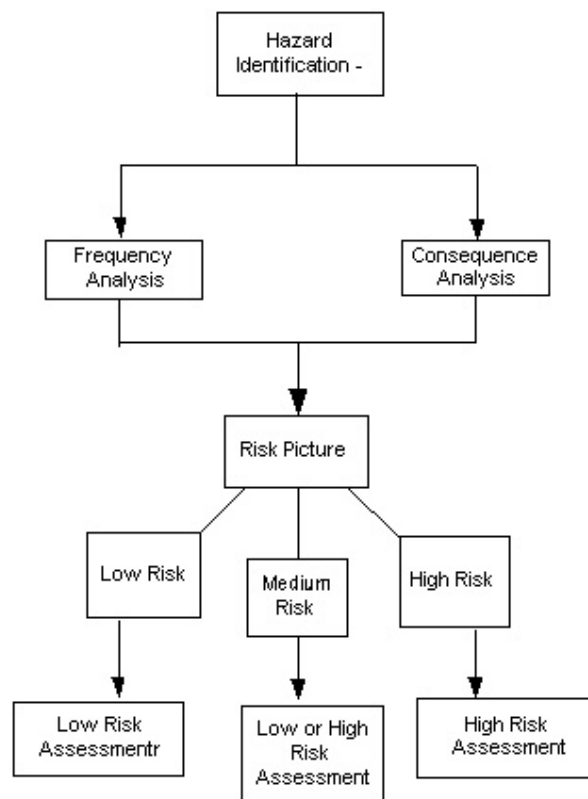 Hazard
Identification -
Frequency
Analysis
Consequence
Analysis
Risk Picture
Low Risk
Medium
Risk
High Risk
Low Risk
Assessmentr
Low or High
Risk
Assessment
High Risk
Assessment